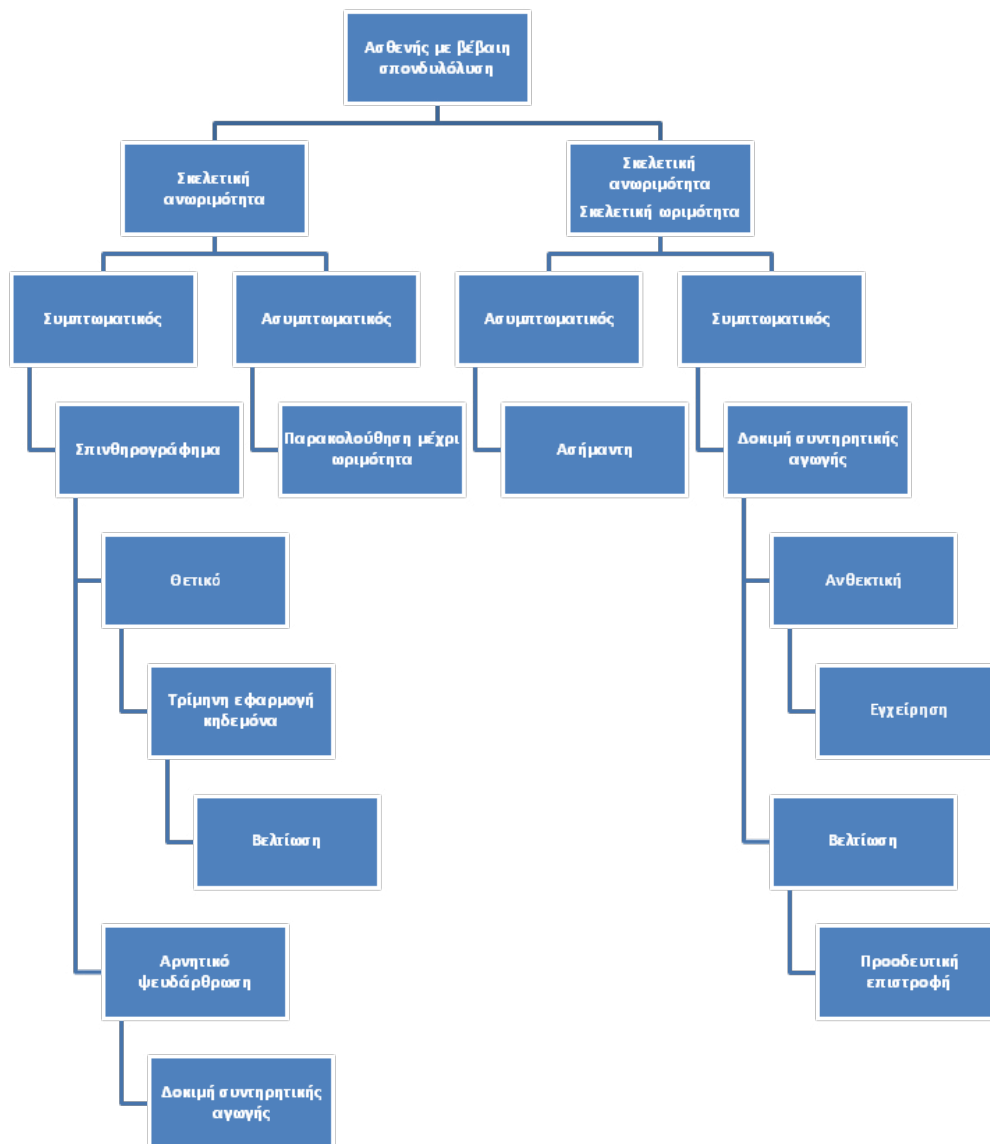 Ασθενής με βέβαιη
σπονδυλόλυση
Σκελετική
ανωριμότητα
Σκελετική
ανωριμότητα
Σκελετική ωριμότητα
Συμπτωματικός
Ασυμπτωματικός
Ασυμπτωματικός
Συμπτωματικός
Σπινθηρογράφημα
Παρακολούθηση μέχρι
ωριμότητα
Ασήμαντη
Δοκιμή συντηρητικής
αγωγής
Θετικό
Ανθεκτική
Τρίμηνη εφαρμογή
κηδεμόνα
Εγχείρηση
Βελτίωση
Βελτίωση
Αρνητικό
ψευδάρθρωση
Προοδευτική
επιστροφή
Δοκιμή συντηρητικής
αγωγής